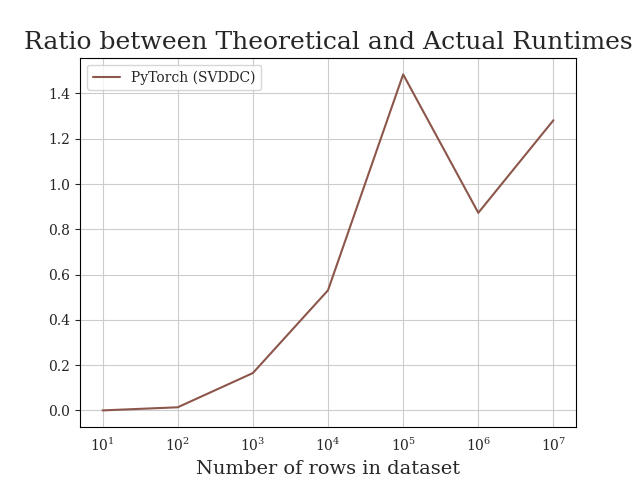 Ratio between Theoretical and Actual Runtimes
PyTorch (SVDDC)
1.4
1.2
1.0
0.8
0.6
0.4
0.2
0.0
10¹ 10² 10³ 10⁴ 10⁵ 10⁶ 10⁷
Number of rows in dataset